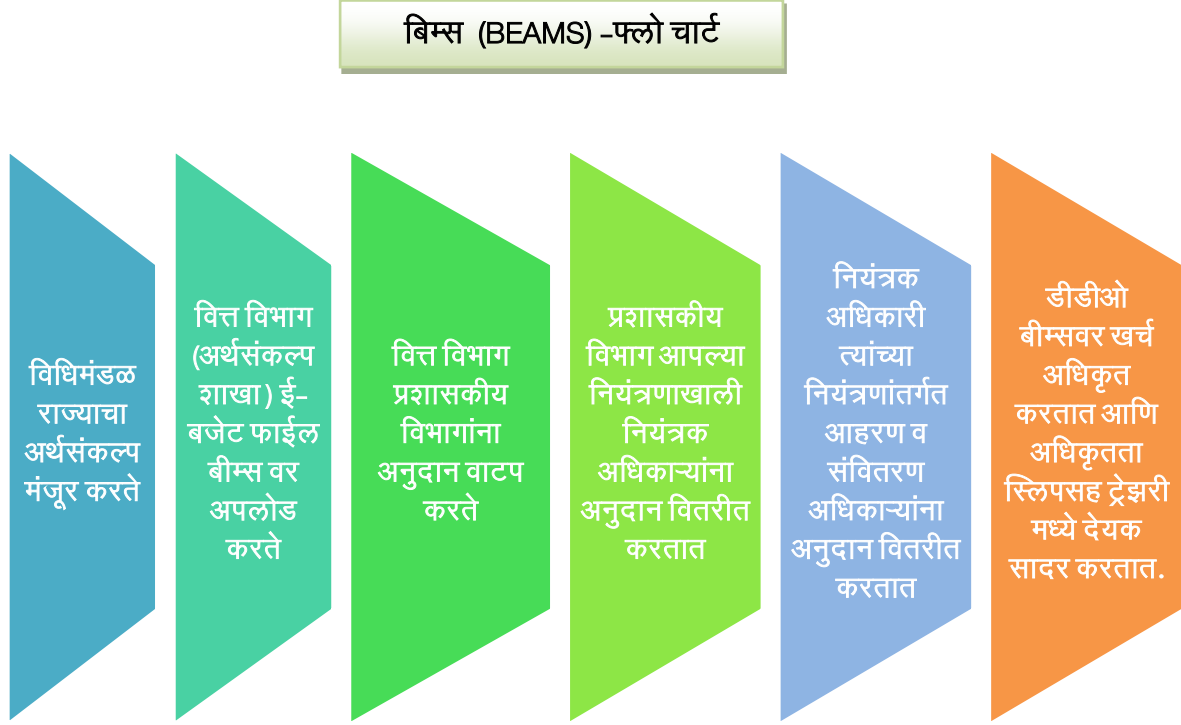 बिम्स (BEAMS) -फ्लो चार्ट
विधिमंडळ
राज्याचा
अर्थसंकल्प
मंजूर करते
वित्त विभाग
(अर्थसंकल्प
शाखा ) ई-
बजेट फाईल
बीम्स वर
अपलोड
करते
वित्त विभाग
प्रशासकीय
विभागांना
अनुदान वाटप
करते
प्रशासकीय
विभाग आपल्या
नियंत्रणाखाली
नियंत्रक
अधिकाऱ्यांना
अनुदान वितरीत
करतात
नियंत्रक
अधिकारी
त्यांच्या
नियंत्रणांतर्गत
आहरण व
संवितरण
अधिकाऱ्यांना
अनुदान वितरीत
करतात
डीडीओ
बीम्सवर खर्च
अधिकृत
करतात आणि
अधिकृतता
स्लिपसह ट्रेझरी
मध्ये देयक
सादर करतात.